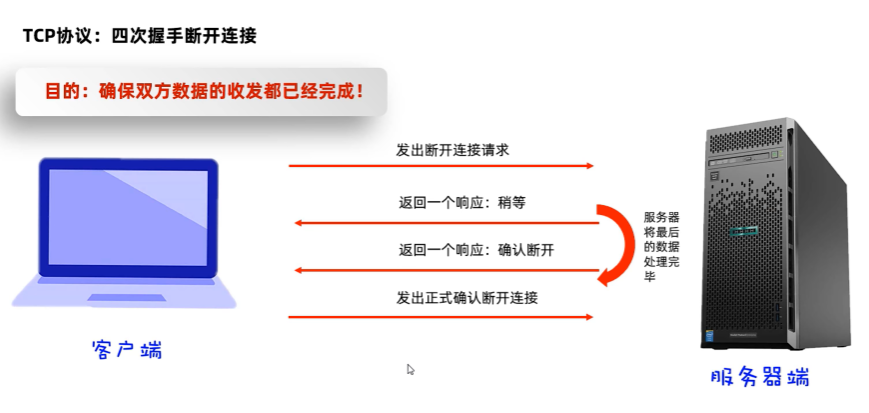 TCP协议：四次握手断开连接
目的：确保双方数据的收发都已经完成！
发出断开连接请求
返回一个响应：稍等
返回一个响应：确认断开
发出正式确认断开连接
服务器
将最后
的数据
处理完
毕
客户端
服务器端